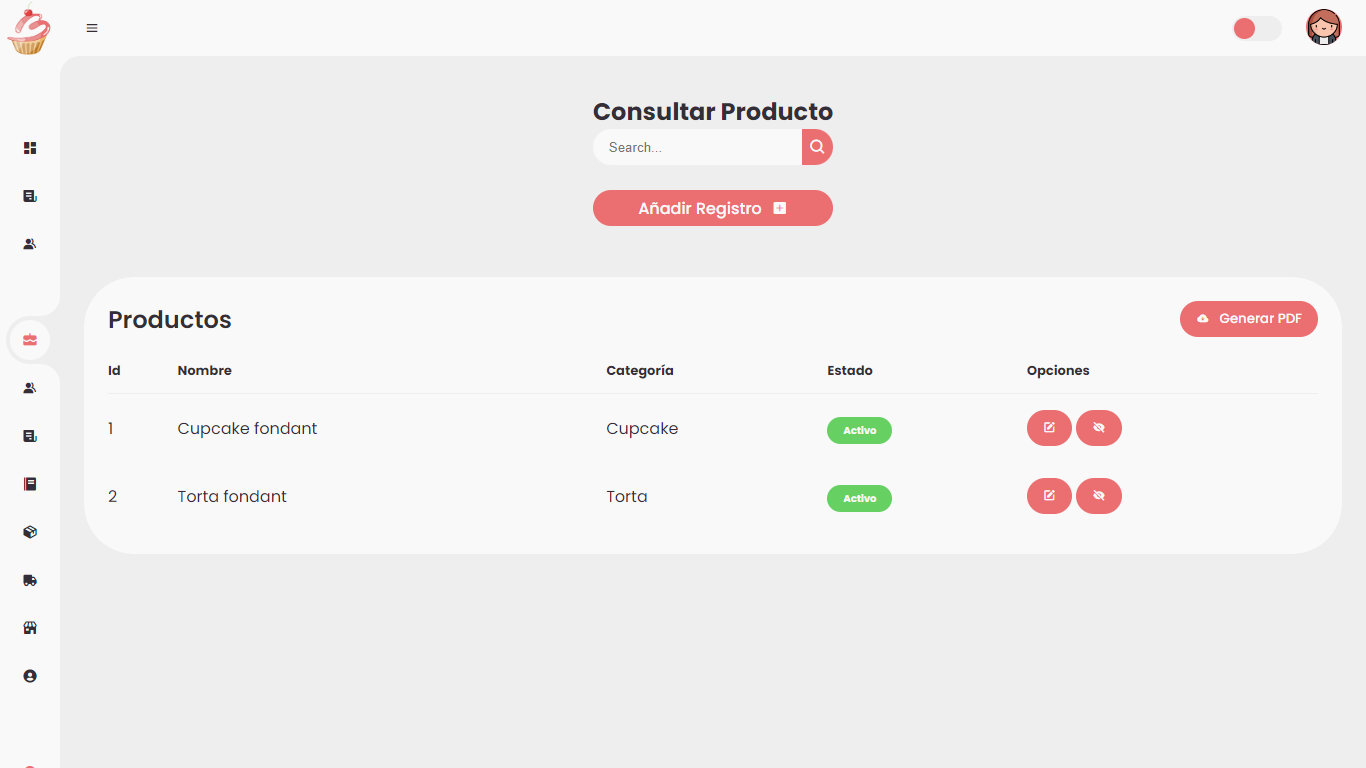 Consultar Producto
Search...
Añadir Registro
Productos
Generar PDF
Id Nombre Categoría Estado Opciones
1 Cupcake fondant Cupcake Activo
2 Torta fondant Torta Activo